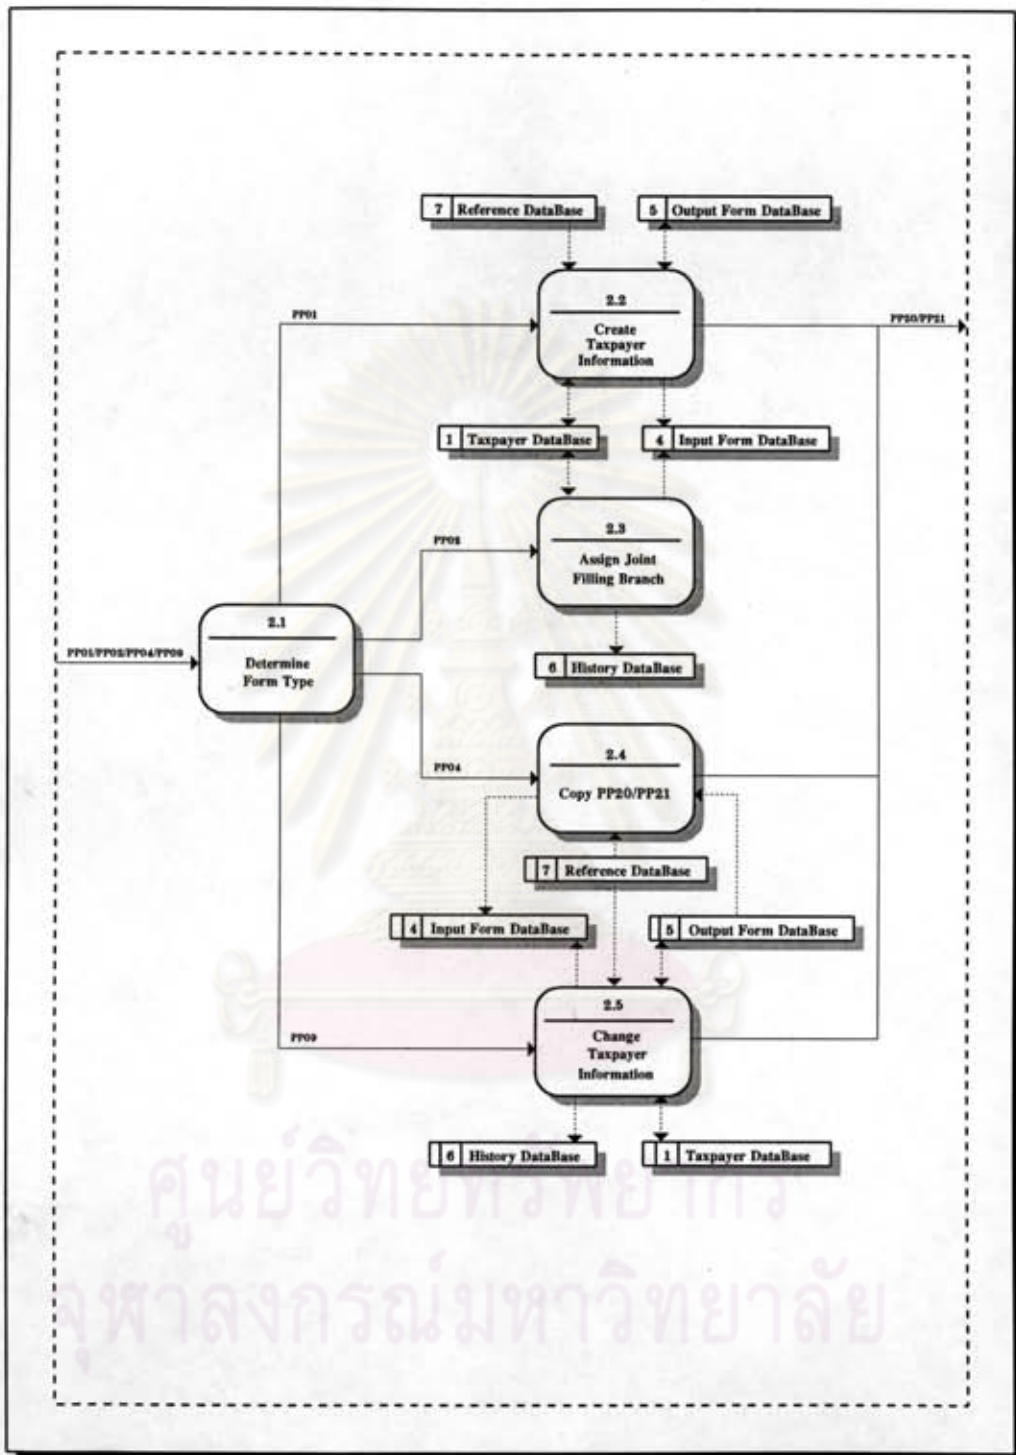 7 Reference DataBase
5 Output Form DataBase
2.2
Create
Taxpayer
Information
PP01
PP20/PP21
1 Taxpayer DataBase
4 Input Form DataBase
2.3
Assign Joint
Filling Branch
PP02
2.1
Determine
Form Type
PP01/PP02/PP04/PP09
6 History DataBase
2.4
Copy PP20/PP21
PP04
7 Reference DataBase
4 Input Form DataBase
5 Output Form DataBase
2.5
Change
Taxpayer
Information
PP09
6 History DataBase
1 Taxpayer DataBase
ศูนย์วิทยทรัพยากร
จุฬาลงกรณ์มหาวิทยาลัย